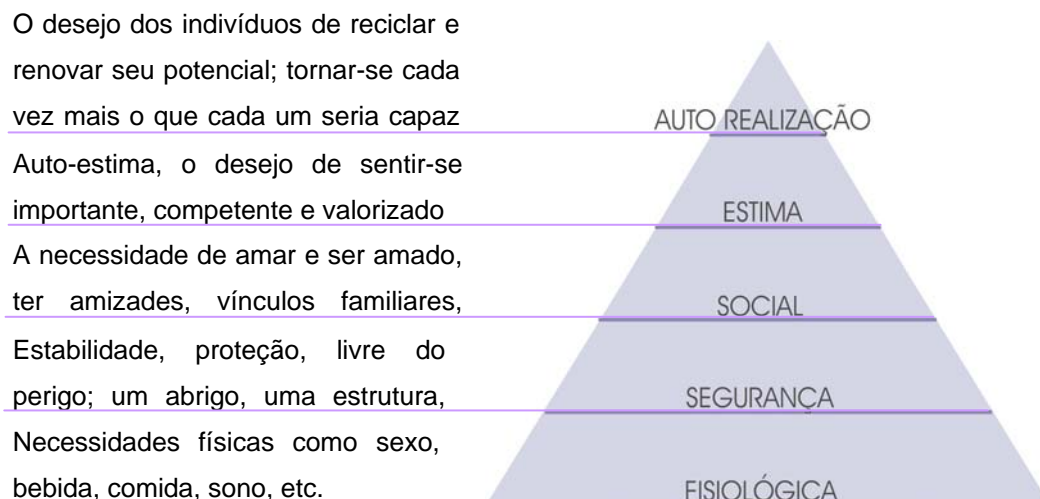 O desejo dos indivíduos de reciclar e
renovar seu potencial; tornar-se cada
vez mais o que cada um seria capaz
AUTO REALIZAÇÃO
Auto-estima, o desejo de sentir-se
importante, competente e valorizado
ESTIMA
A necessidade de amar e ser amado,
ter amizades, vínculos familiares,
SOCIAL
Estabilidade, proteção, livre do
perigo; um abrigo, uma estrutura,
SEGURANÇA
Necessidades físicas como sexo,
bebida, comida, sono, etc.
FISIOLÓGICA